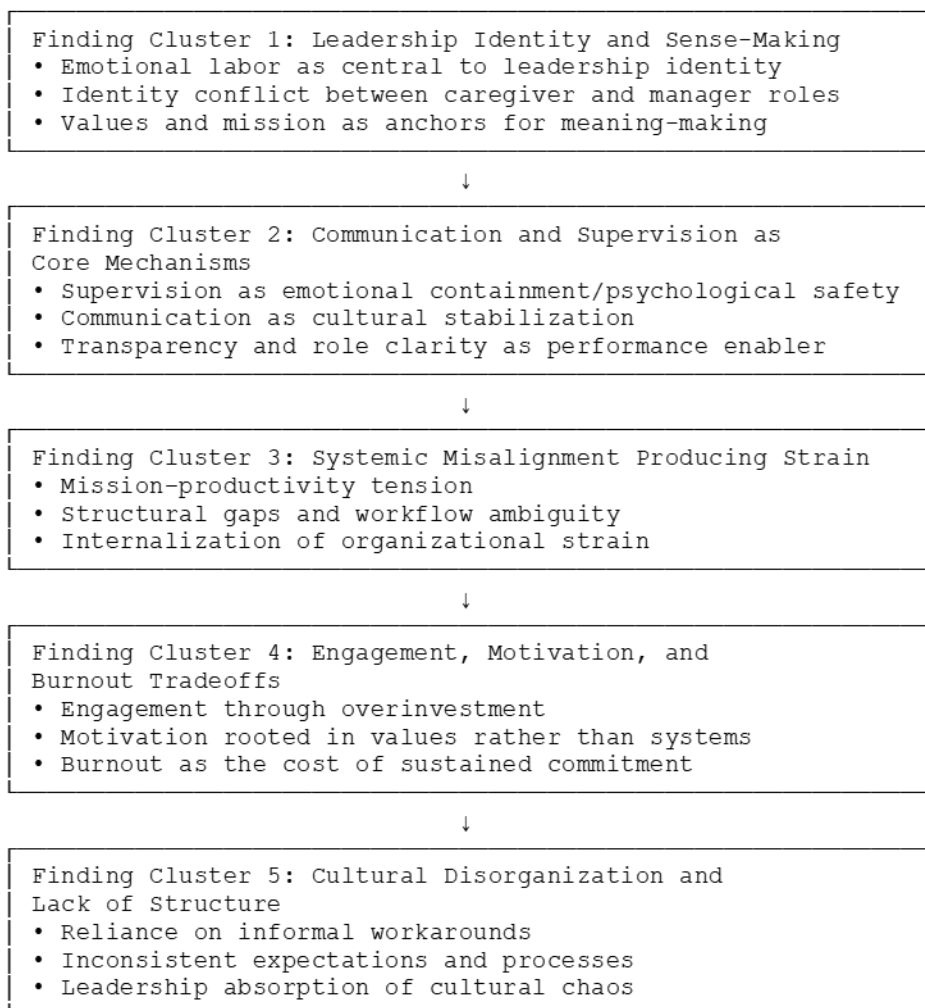 Finding Cluster 1: Leadership Identity and Sense-Making
• Emotional labor as central to leadership identity
• Identity conflict between caregiver and manager roles
• Values and mission as anchors for meaning-making
↓
Finding Cluster 2: Communication and Supervision as
Core Mechanisms
• Supervision as emotional containment/psychological safety
• Communication as cultural stabilization
• Transparency and role clarity as performance enabler
↓
Finding Cluster 3: Systemic Misalignment Producing Strain
• Mission-productivity tension
• Structural gaps and workflow ambiguity
• Internalization of organizational strain
↓
Finding Cluster 4: Engagement, Motivation, and
Burnout Tradeoffs
• Engagement through overinvestment
• Motivation rooted in values rather than systems
• Burnout as the cost of sustained commitment
↓
Finding Cluster 5: Cultural Disorganization and
Lack of Structure
• Reliance on informal workarounds
• Inconsistent expectations and processes
• Leadership absorption of cultural chaos